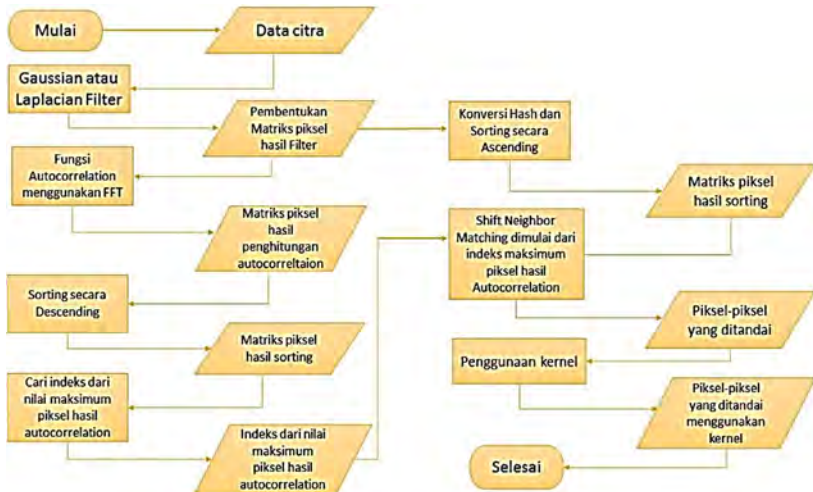 Mulai
Data citra
Gaussian atau
Laplacian Filter
Pembentukan
Matriks piksel
hasil Filter
Konversi Hash dan
Sorting secara
Ascending
Fungsi
Autocorrelation
menggunakan FFT
Matriks piksel
hasil sorting
Matriks piksel
hasil
penghitungan
autocorreltaion
Shift Neighbor
Matching dimulai dari
indeks maksimum
piksel hasil
Autocorrelation
Sorting secara
Descending
Piksel-piksel
yang ditandai
Matriks piksel
hasil sorting
Penggunaan kernel
Cari indeks dari
nilai maksimum
piksel hasil
autocorrelation
Piksel-piksel
yang ditandai
menggunakan
kernel
Indeks dari nilai
maksimum
piksel hasil
autocorrelation
Selesai